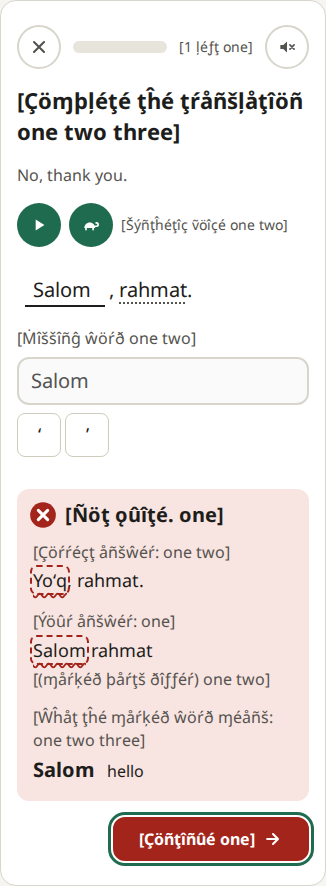 [1 ļéƒţ one]
[Çöɱþļéţé ţĥé ţŕåñšļåţîöñ
one two three]
No, thank you.
[Šýñţĥéţîç ṽöîçé one two]
Salom , rahmat.
[Ṁîššîñĝ ŵöŕð one two]
Salom
ʻ ʼ
[Ñöţ ǫûîţé. one]
[Çöŕŕéçţ åñšŵéŕ: one two]
Yoʻq rahmat.
[Ýöûŕ åñšŵéŕ: one]
Salom rahmat
[(ɱåŕķéð þåŕţš ðîƒƒéŕ) one two]
[Ŵĥåţ ţĥé ɱåŕķéð ŵöŕð ɱéåñš:
one two three]
Salom hello
[Çöñţîñûé one]